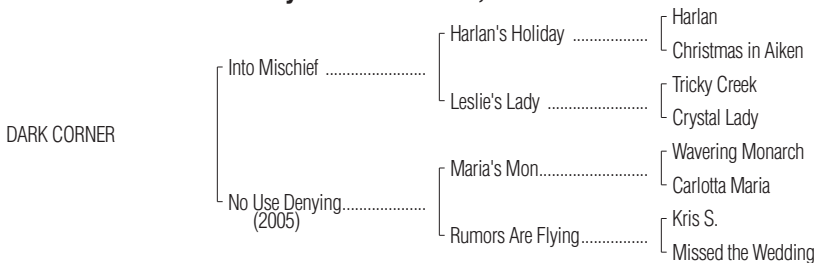 Harlan
Harlan's Holiday ..................
Christmas in Aiken
Into Mischief ........................
Tricky Creek
Leslie's Lady ........................
Crystal Lady
DARK CORNER
Wavering Monarch
Maria's Mon..........................
Carlotta Maria
No Use Denying....................
(2005)
Kris S.
Rumors Are Flying................
Missed the Wedding